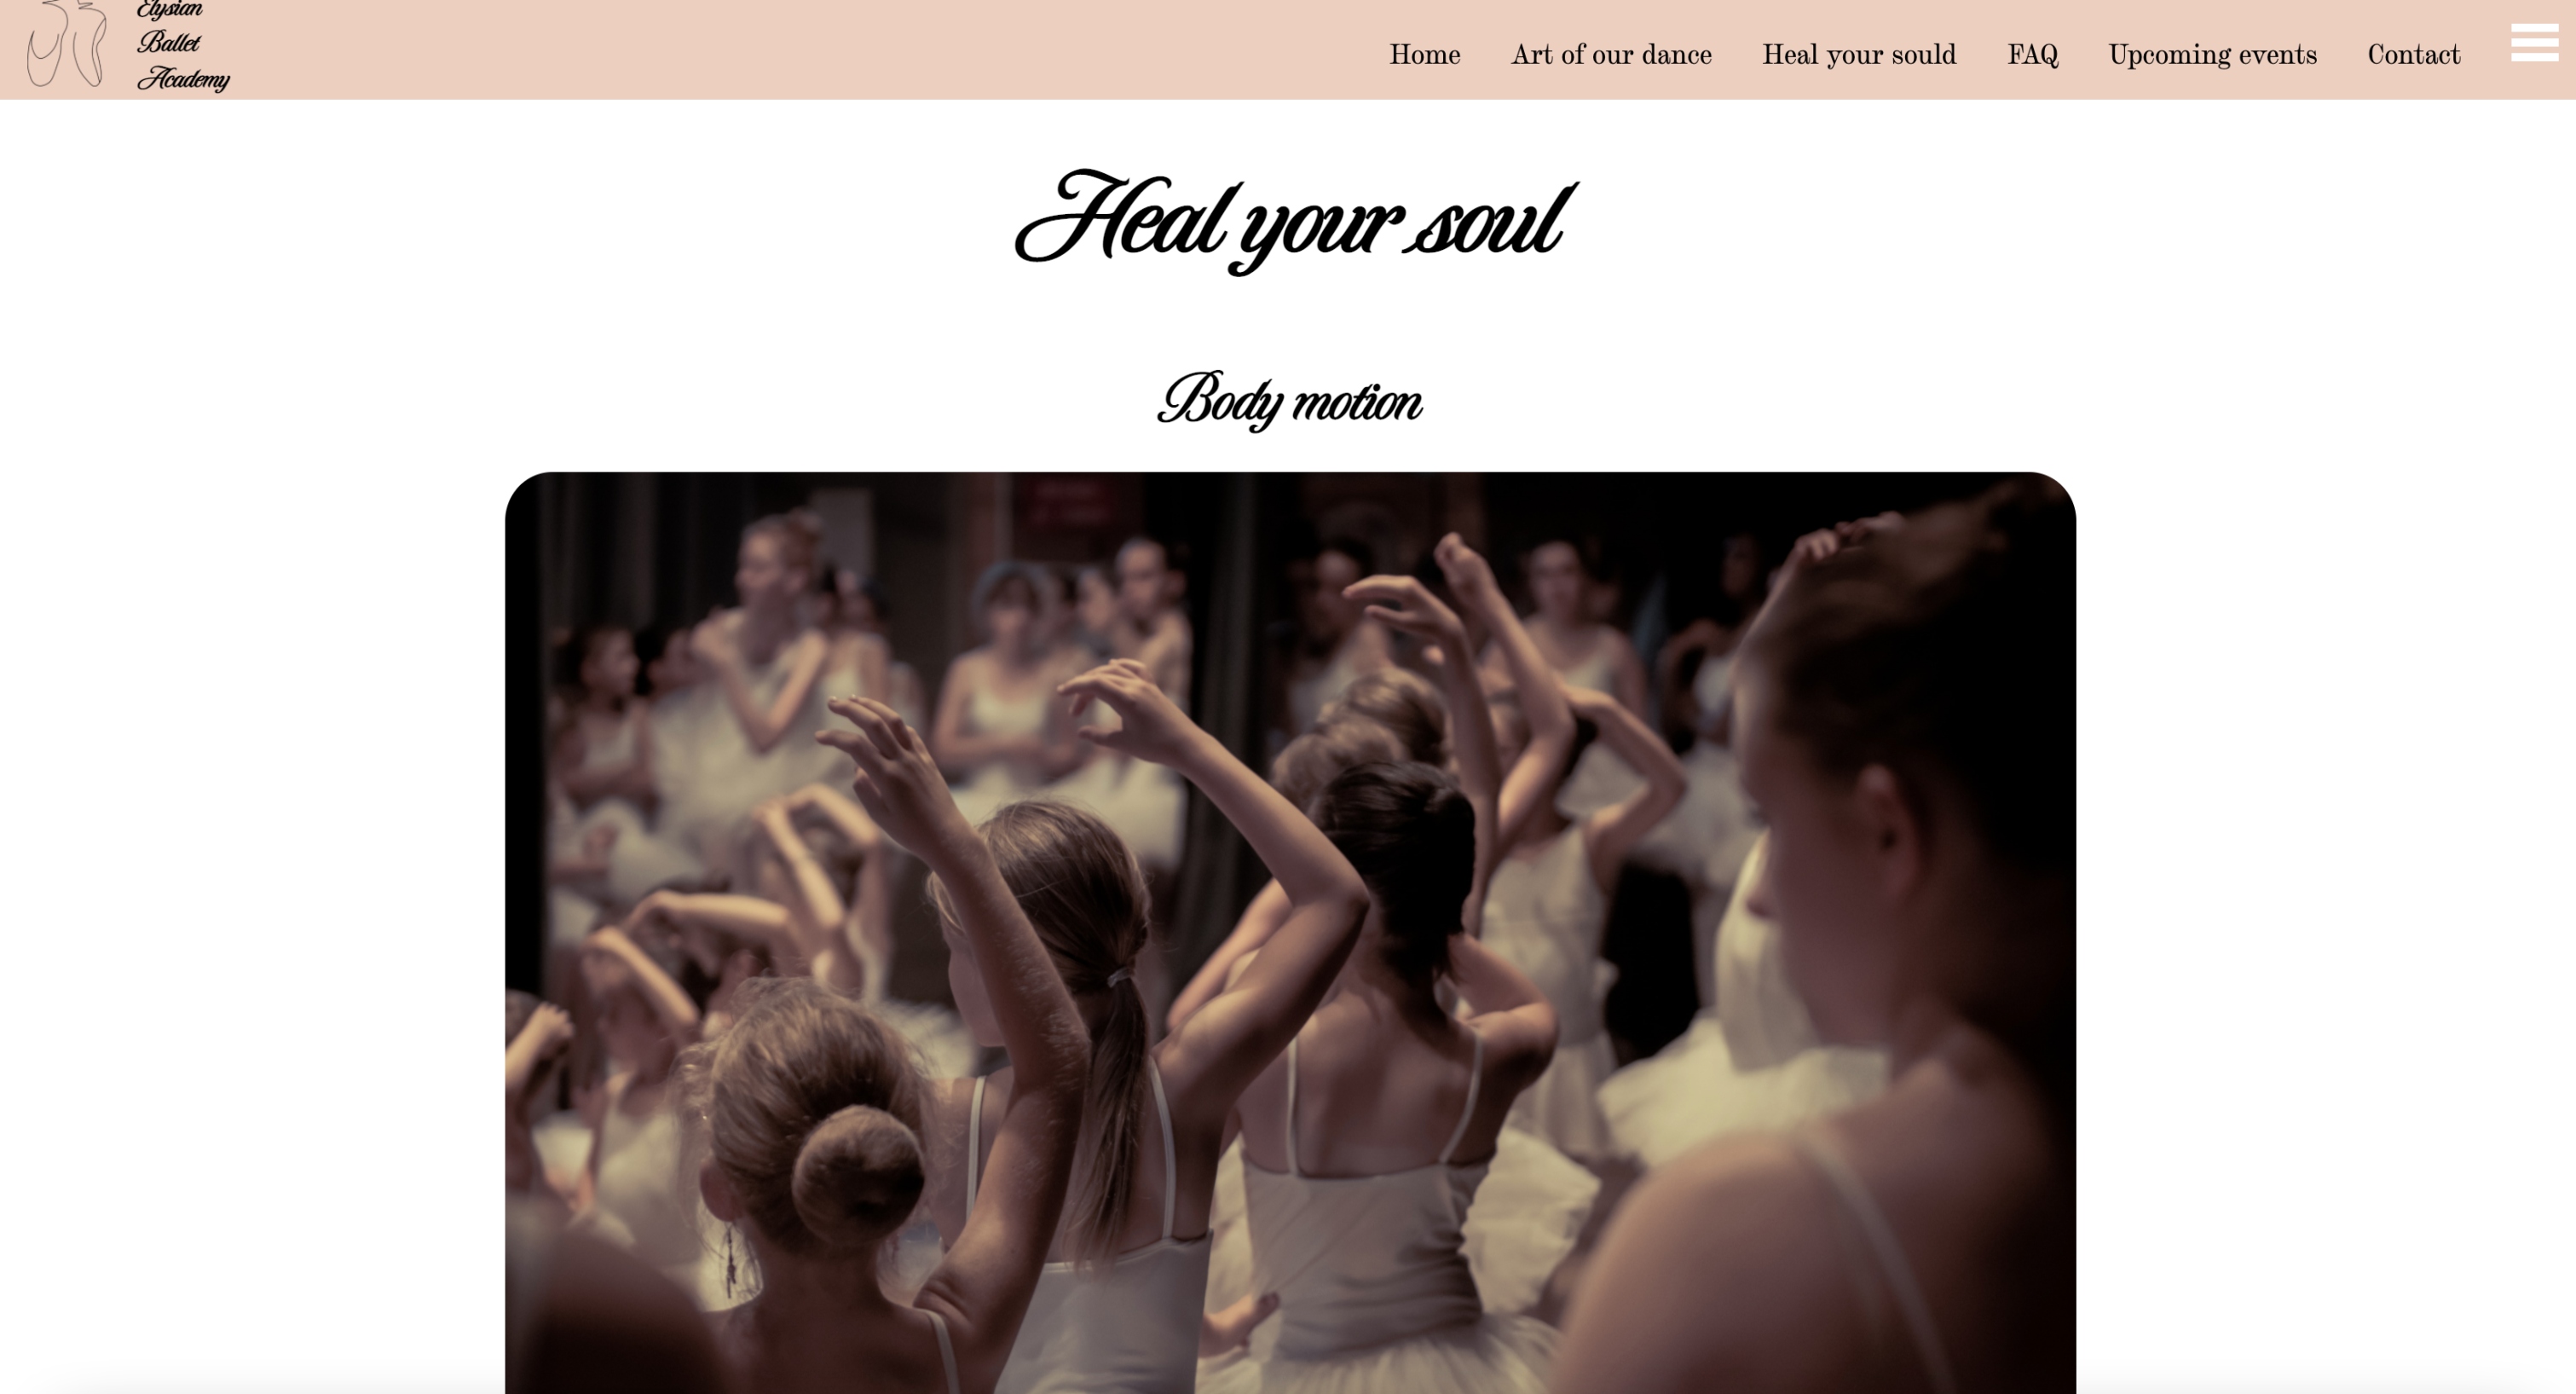 Elysian
Ballet
Academy
Home Art of our dance Heal your sould FAQ Upcoming events Contact
Heal your soul
Body motion